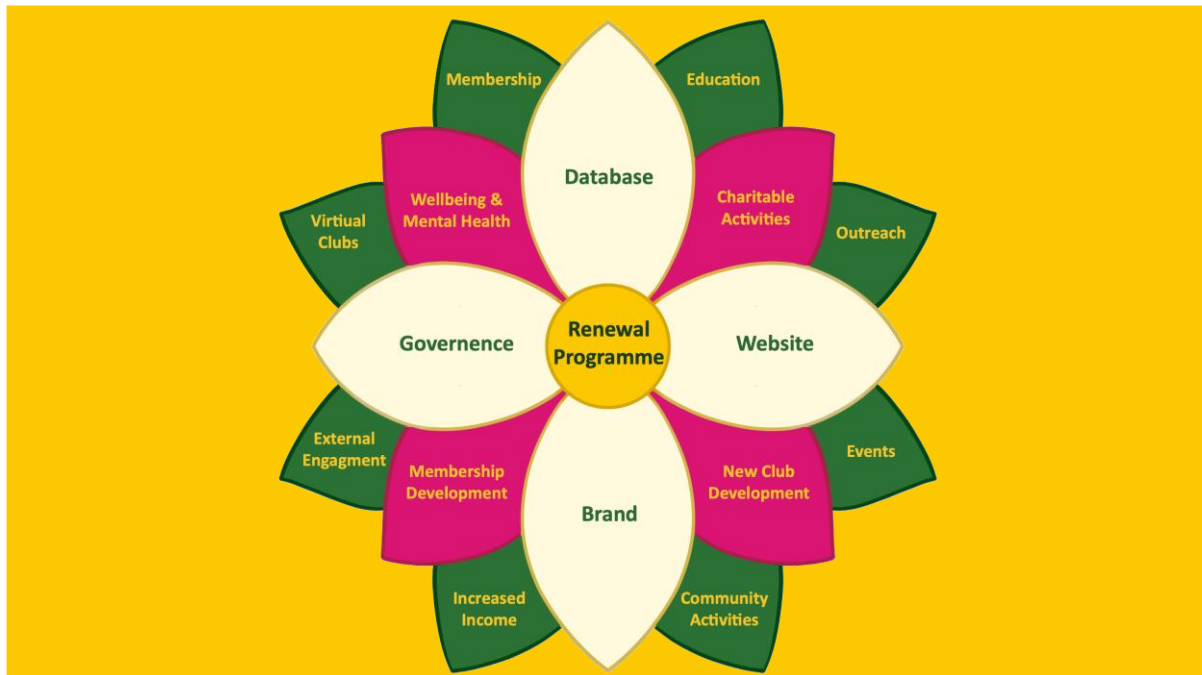 Membership
Education
Database
Wellbeing &
Mental Health
Charitable
Activities
Virtual
Clubs
Outreach
Governence
Renewal
Programme
Website
External
Engagment
Membership
Development
New Club
Development
Events
Brand
Increased
Income
Community
Activities